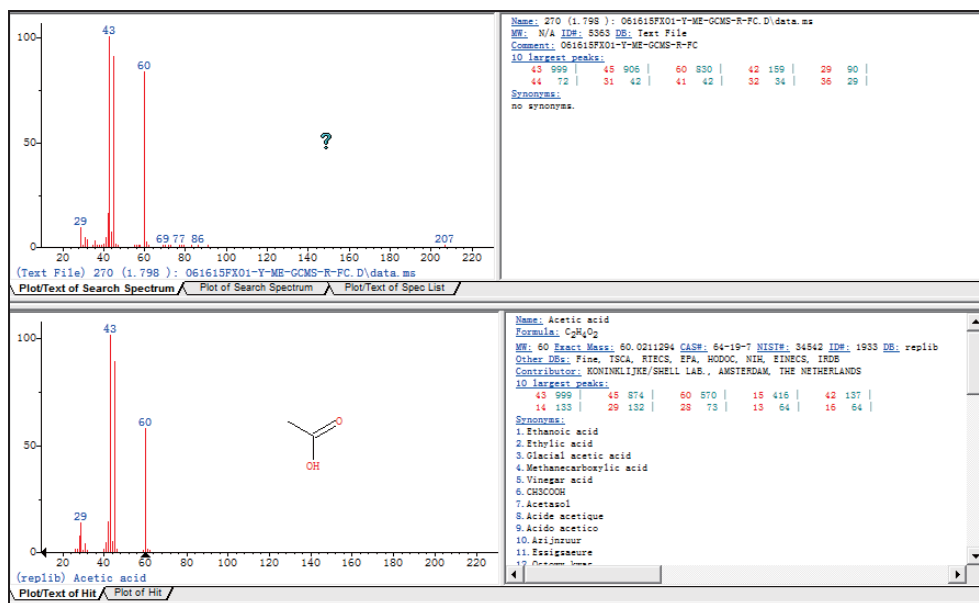 100
43
60
50
29
69 77 86
207
0
20 40 60 80 100 120 140 160 180 200 220
(Text File) 270 (1.798 ): O61615FX01-Y-ME-GCMS-R-FC.D\data.ms
Plot/Text of Search Spectrum Plot of Search Spectrum Plot/Text of Spec List
Name: 270 (1.798 ): O61615FX01-Y-ME-GCMS-R-FC.D\data.ms
MW: N/A ID#: 5363 DB: Text File
Comment: O61615FX01-Y-ME-GCMS-R-FC
10 largest peaks:
43 999 | 45 906 | 60 830 | 42 159 | 29 90 |
44 72 | 31 42 | 41 42 | 32 34 | 36 29 |
Synonyms:
no synonyms.
100
43
60
50
29
O
OH
0
20 40 60 80 100 120 140 160 180 200 220
(replib) Acetic acid
Plot/Text of Hit Plot of Hit
Name: Acetic acid
Formula: C2H4O2
MW: 60 Exact Mass: 60.0211294 CAS#: 64-19-7 NIST#: 34542 ID#: 1933 DB: replib
Other DBs: Fine, TSCA, RTECS, EPA, HODOC, NIH, EINECS, IRDB
Contributor: KONINKLIJKE/SHELL LAB., AMSTERDAM, THE NETHERLANDS
10 largest peaks:
43 999 | 45 874 | 60 570 | 15 416 | 42 137 |
14 133 | 29 132 | 28 73 | 13 64 | 16 64 |
Synonyms:
1.Ethanoic acid
2.Ethylic acid
3.Glacial acetic acid
4.Methanecarboxylic acid
5.Vinegar acid
6.CH3COOH
7.Acetasol
8.Acide acetique
9.Acido acetico
10.Azijnzuur
11.Essigsaeure